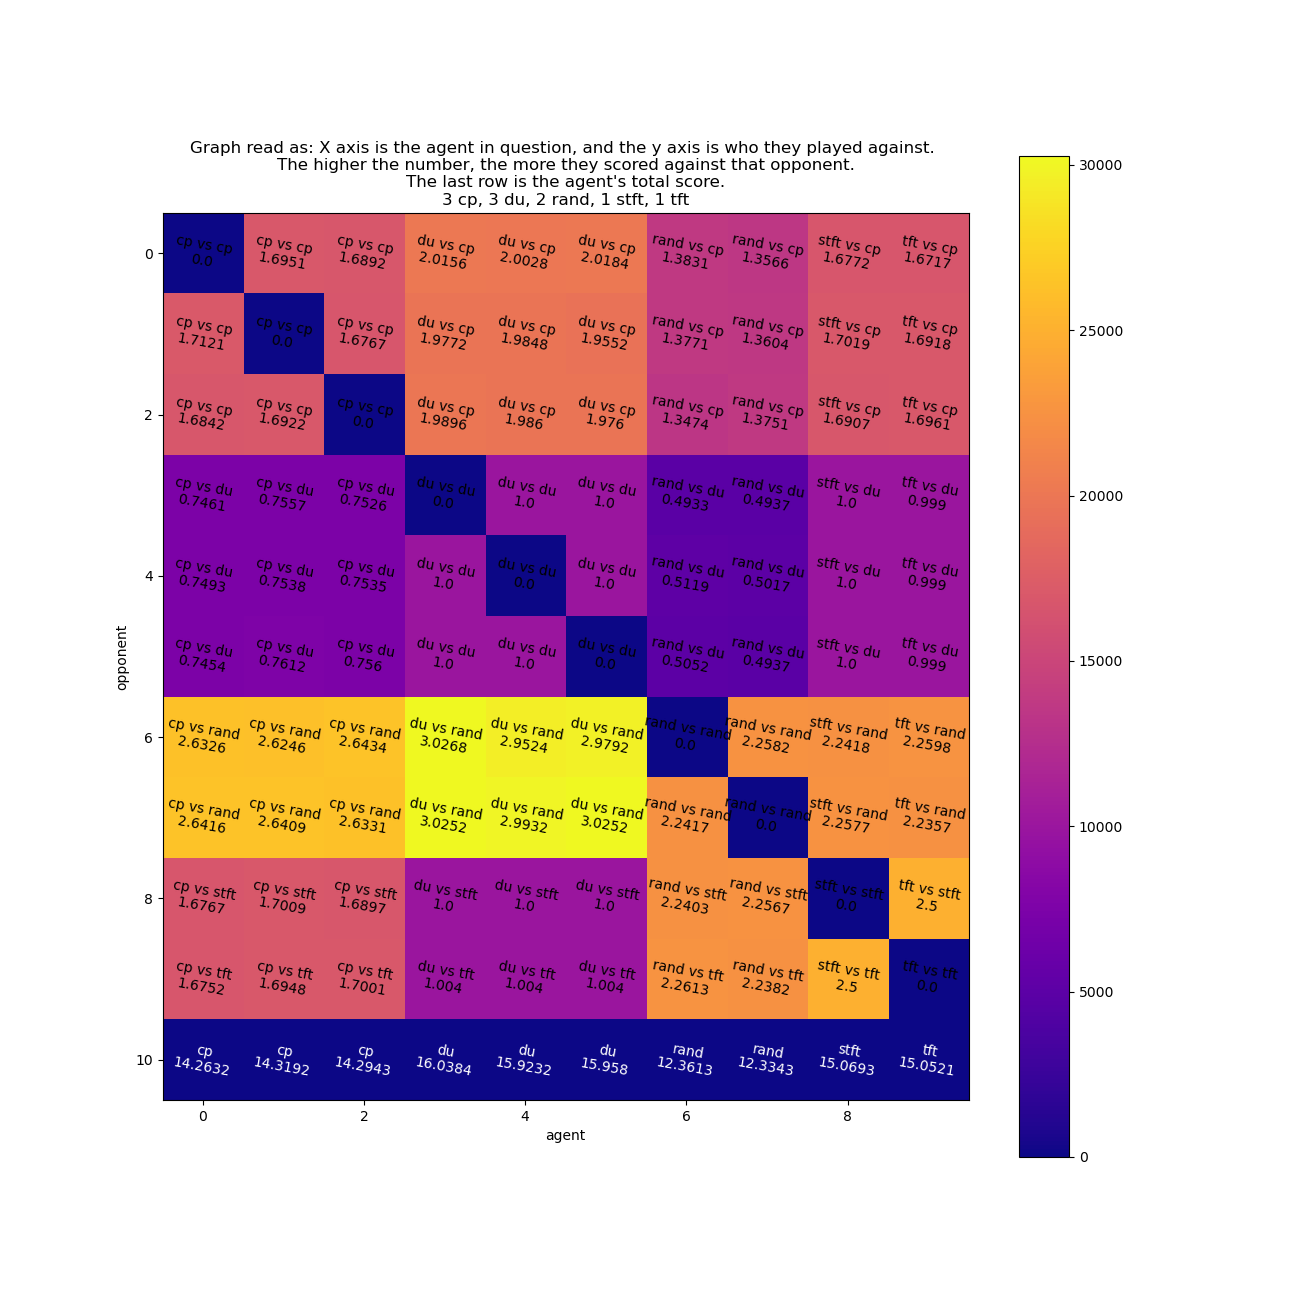 Graph read as: X axis is the agent in question, and the y axis is who they played against.
The higher the number, the more they scored against that opponent.
The last row is the agent's total score.
3 cp, 3 du, 2 rand, 1 stft, 1 tft
0
cp vs cp
0.0
cp vs cp
1.6951
cp vs cp
1.6892
du vs cp
2.0156
du vs cp
2.0028
du vs cp
2.0184
rand vs cp
1.3831
rand vs cp
1.3566
stft vs cp
1.6772
tft vs cp
1.6717
cp vs cp
1.7121
cp vs cp
0.0
cp vs cp
1.6767
du vs cp
1.9772
du vs cp
1.9848
du vs cp
1.9552
rand vs cp
1.3771
rand vs cp
1.3604
stft vs cp
1.7019
tft vs cp
1.6918
2
cp vs cp
1.6842
cp vs cp
1.6922
cp vs cp
0.0
du vs cp
1.9896
du vs cp
1.986
du vs cp
1.976
rand vs cp
1.3474
rand vs cp
1.3751
stft vs cp
1.6907
tft vs cp
1.6961
cp vs du
0.7461
cp vs du
0.7557
cp vs du
0.7526
du vs du
0.0
du vs du
1.0
du vs du
1.0
rand vs du
0.4933
rand vs du
0.4937
stft vs du
1.0
tft vs du
0.999
4
cp vs du
0.7493
cp vs du
0.7538
cp vs du
0.7535
du vs du
1.0
du vs du
0.0
du vs du
1.0
rand vs du
0.5119
rand vs du
0.5017
stft vs du
1.0
tft vs du
0.999
cp vs du
0.7454
cp vs du
0.7612
cp vs du
0.756
du vs du
1.0
du vs du
1.0
du vs du
0.0
rand vs du
0.5052
rand vs du
0.4937
stft vs du
1.0
tft vs du
0.999
6
cp vs rand
2.6326
cp vs rand
2.6246
cp vs rand
2.6434
du vs rand
3.0268
du vs rand
2.9524
du vs rand
2.9792
rand vs rand
0.0
rand vs rand
2.2582
stft vs rand
2.2418
tft vs rand
2.2598
cp vs rand
2.6416
cp vs rand
2.6409
cp vs rand
2.6331
du vs rand
3.0252
du vs rand
2.9932
du vs rand
3.0252
rand vs rand
2.2417
rand vs rand
0.0
stft vs rand
2.2577
tft vs rand
2.2357
8
cp vs stft
1.6767
cp vs stft
1.7009
cp vs stft
1.6897
du vs stft
1.0
du vs stft
1.0
du vs stft
1.0
rand vs stft
2.2403
rand vs stft
2.2567
stft vs stft
0.0
tft vs stft
2.5
cp vs tft
1.6752
cp vs tft
1.6948
cp vs tft
1.7001
du vs tft
1.004
du vs tft
1.004
du vs tft
1.004
rand vs tft
2.2613
rand vs tft
2.2382
stft vs tft
2.5
tft vs tft
0.0
10
cp
14.2632
cp
14.3192
cp
14.2943
du
16.0384
du
15.9232
du
15.958
rand
12.3613
rand
12.3343
stft
15.0693
tft
15.0521
opponent
0
2
4
6
8
agent
30000
25000
20000
15000
10000
5000
0